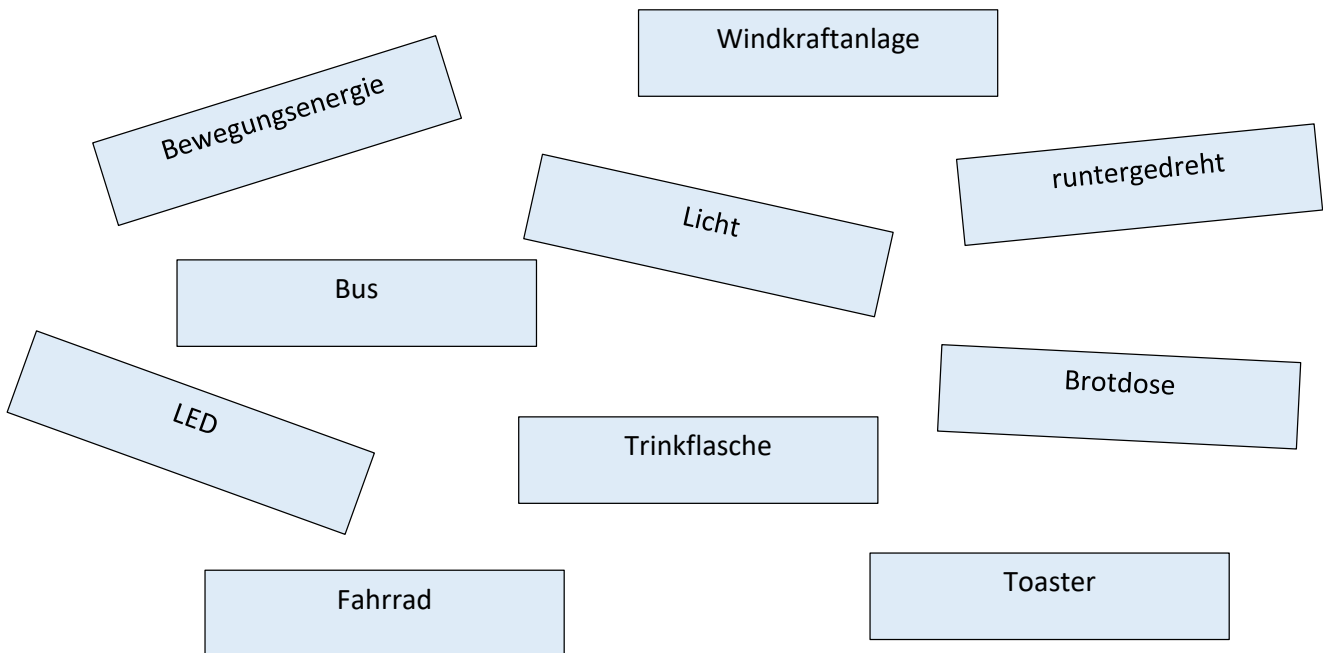 Windkraftanlage
Bewegungsenergie
runtergedreht
Licht
Bus
Brotdose
LED
Trinkflasche
Toaster
Fahrrad